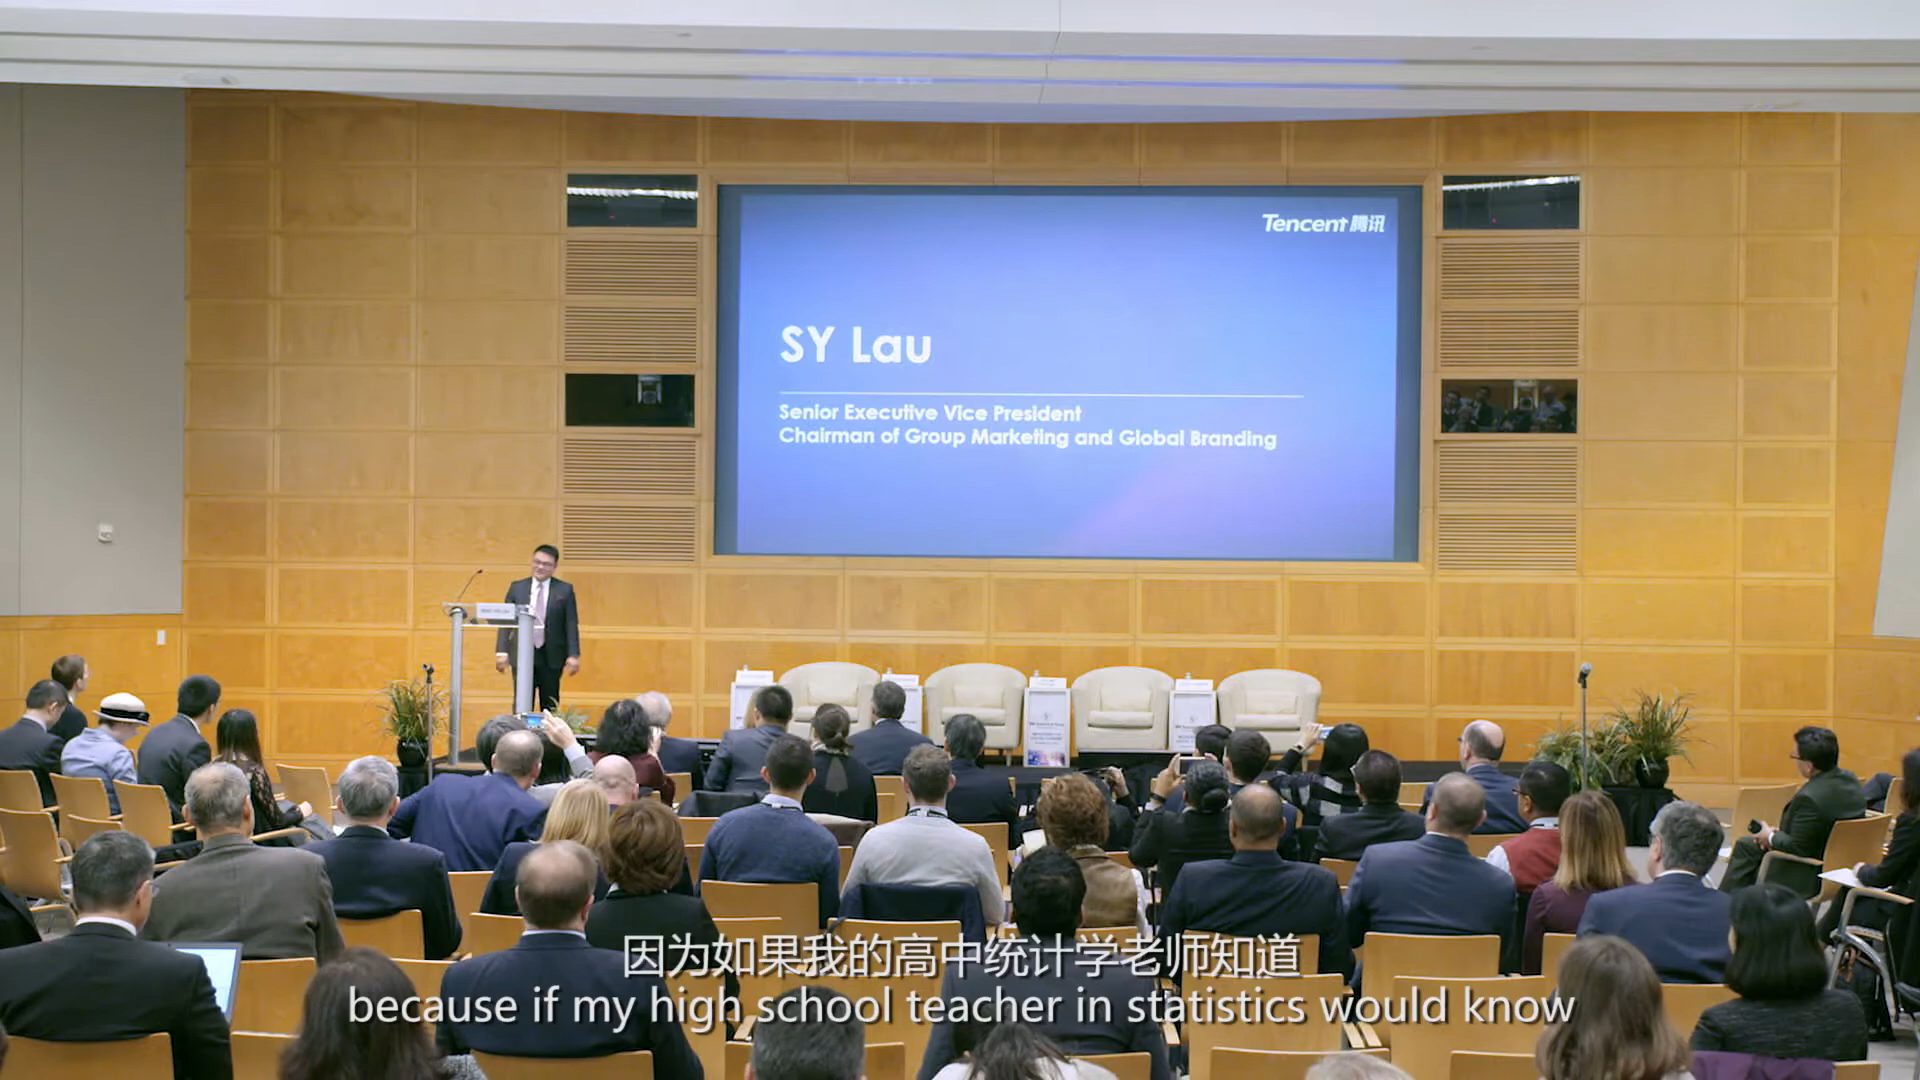 Tencent 腾讯
SY Lau
Senior Executive Vice President
Chairman of Group Marketing and Global Branding
因为如果我的高中统计学老师知道
because if my high school teacher in statistics would know